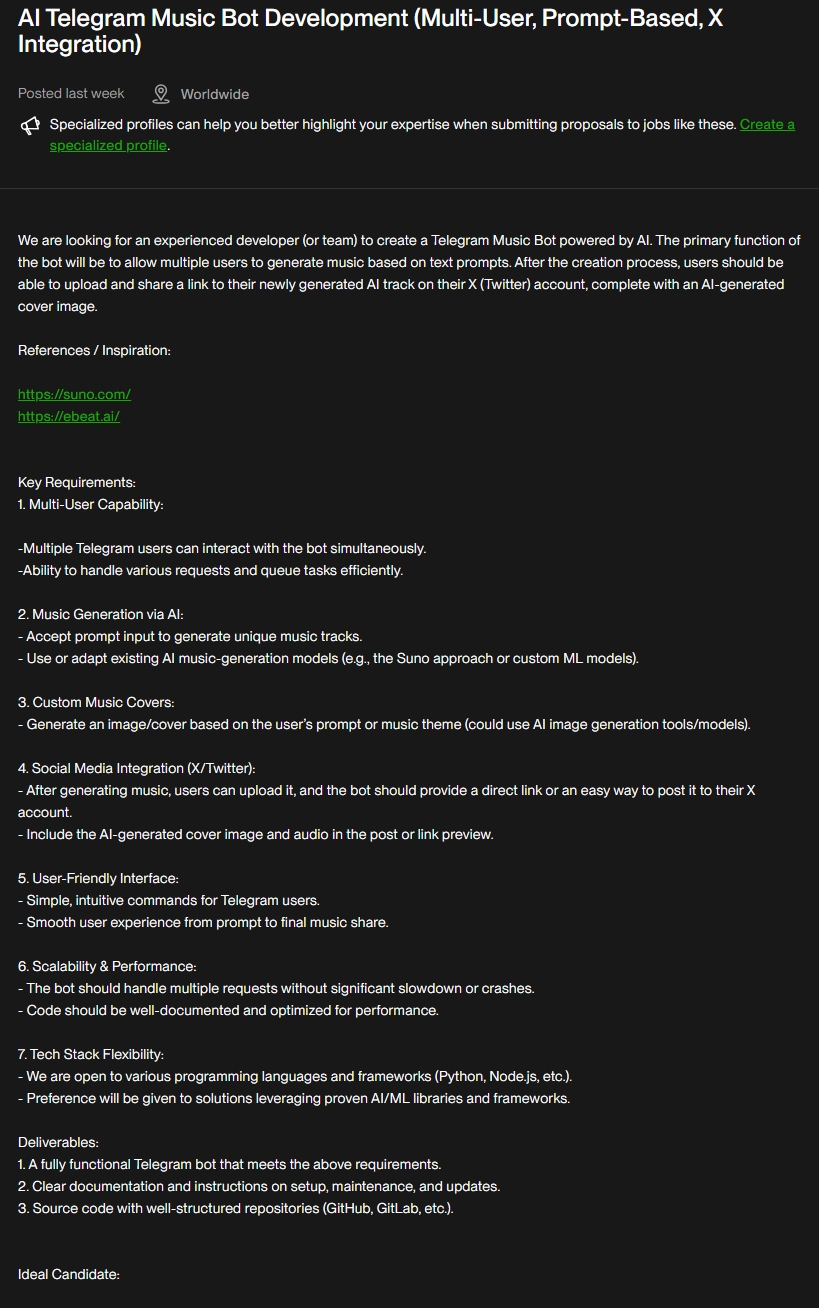 AI Telegram Music Bot Development (Multi-User, Prompt-Based, X
Integration)
Posted last week
Worldwide
Specialized profiles can help you better highlight your expertise when submitting proposals to jobs like these. Create a
specialized profile.
We are looking for an experienced developer (or team) to create a Telegram Music Bot powered by AI. The primary function of
the bot will be to allow multiple users to generate music based on text prompts. After the creation process, users should be
able to upload and share a link to their newly generated AI track on their X (Twitter) account, complete with an AI-generated
cover image.
References / Inspiration:
https://suno.com/
https://ebeat.ai/
Key Requirements:
1. Multi-User Capability:
-Multiple Telegram users can interact with the bot simultaneously.
-Ability to handle various requests and queue tasks efficiently.
2. Music Generation via AI:
- Accept prompt input to generate unique music tracks.
- Use or adapt existing AI music-generation models (e.g., the Suno approach or custom ML models).
3. Custom Music Covers:
- Generate an image/cover based on the user's prompt or music theme (could use AI image generation tools/models).
4. Social Media Integration (X/Twitter):
- After generating music, users can upload it, and the bot should provide a direct link or an easy way to post it to their X
account.
- Include the AI-generated cover image and audio in the post or link preview.
5. User-Friendly Interface:
- Simple, intuitive commands for Telegram users.
- Smooth user experience from prompt to final music share.
6. Scalability & Performance:
- The bot should handle multiple requests without significant slowdown or crashes.
- Code should be well-documented and optimized for performance.
7. Tech Stack Flexibility:
- We are open to various programming languages and frameworks (Python, Node.js, etc.).
- Preference will be given to solutions leveraging proven AI/ML libraries and frameworks.
Deliverables:
1. A fully functional Telegram bot that meets the above requirements.
2. Clear documentation and instructions on setup, maintenance, and updates.
3. Source code with well-structured repositories (GitHub, GitLab, etc.).
Ideal Candidate: